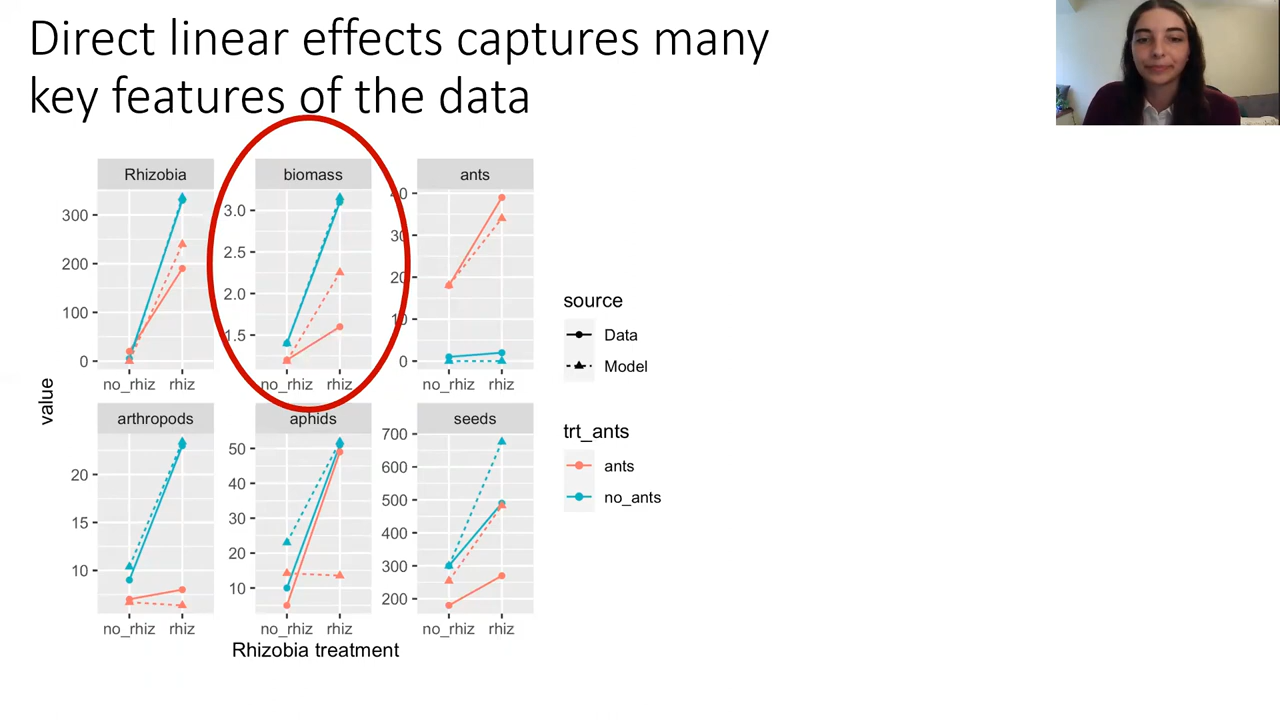 Direct linear effects captures many
key features of the data
Rhizobia
biomass
ants
300
200
100
0
3.0
2.5
2.0
1.5
40
30
20
10
0
no_rhiz rhiz
no_rhiz rhiz
no_rhiz rhiz
value
arthropods
aphids
seeds
20
15
10
50
40
30
20
10
700
600
500
400
300
200
no_rhiz rhiz
no_rhiz rhiz
no_rhiz rhiz
Rhizobia treatment
source
Data
Model
trt_ants
ants
no_ants